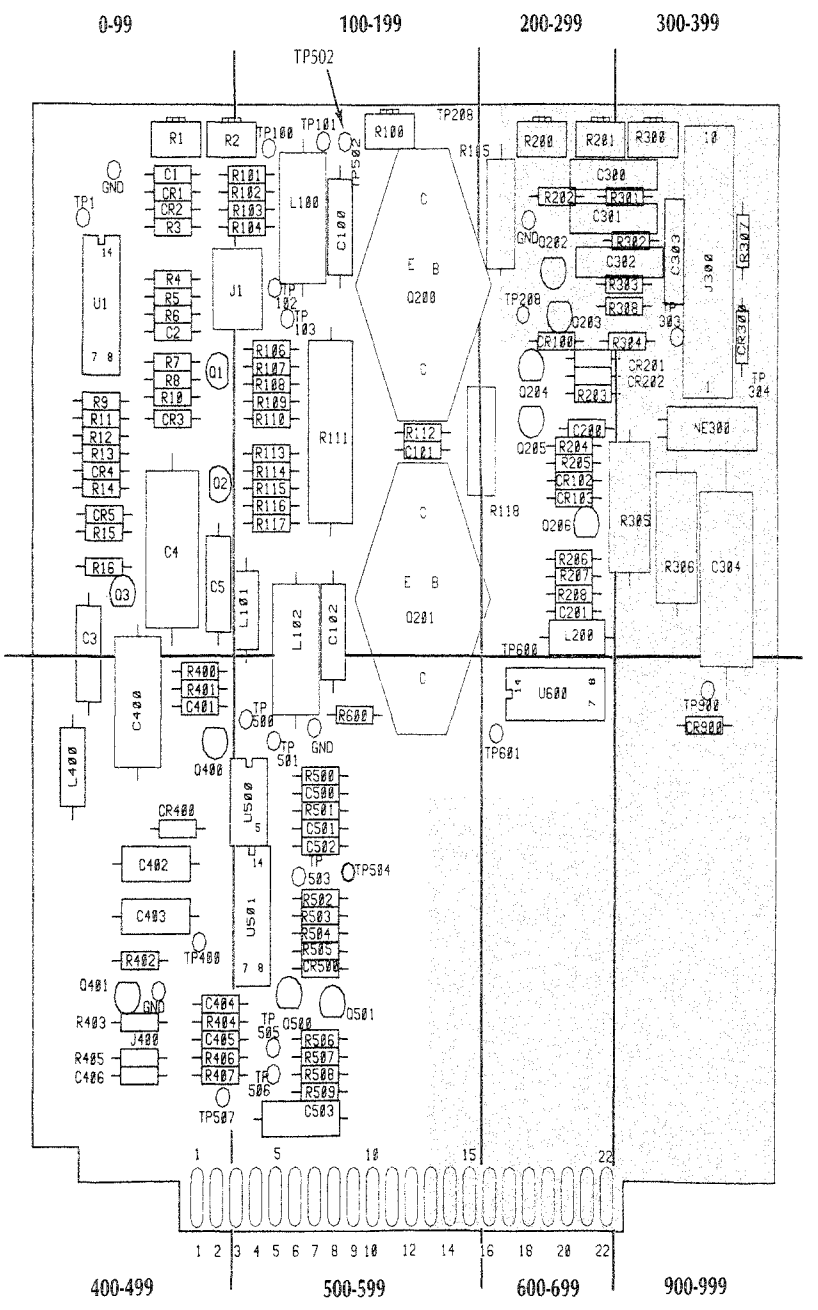 0-99 100-199 200-299 300-399
TP502
R1 R2 TP100 TP101 TP502 R100 TP208 R200 R201 R300 10
GND C1 R101 L100 C100 C C300
CR1 R102 R202 R301
TP1 CR2 R103 C301 C303 J300 R307
R3 R104 GND Q202 R302
14 U1 7 8 R4 J1 E B Q200 C302
R5 TP 102 R303
R6 TP 103 TP208 Q203 R308 TP 303 CR300
C2 R106 CR100 R304
R7 Q1 R107 C Q204 CR201
R8 R108 CR202 TP 304
R9 R10 R109 R203 1
R11 CR3 R110 R111 R112 Q205 C200 NE300
R12 C101 R204
R13 R113 R205
CR4 R114 CR102
R14 Q2 R115 C R118 CR103
CR5 C4 R116 Q206 R305 R306 C304
R15 R117
R16 C5 L101 L102 C102 E B Q201 R206
Q3 R207
C3 R208
C201
L200
TP600
C400 R400 C 14 U600 8 7
R401
C401 TP 500 R600 TP900
L400 Q400 TP 501 GND TP601 CR900
U500 5 R500
C500
CR400 R501
C501
C502
C402 14 U501 7 8 TP 503 TP504
C403 R502
R503
R504
TP400 R505
R402 CR500
Q401 GND C404 Q500 Q501
R403 R404 TP 505
J400 C405 R506
R405 R406 R507
C406 R407 TP 506 R508
R509
TP507 C503
1 5 10 15 22
1 2 3 4 5 6 7 8 9 10 12 14 16 18 20 22
400-499 500-599 600-699 900-999